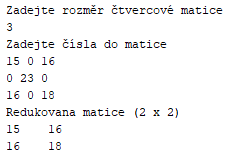 Zadejte rozměr čtvercové matice
3
Zadejte čísla do matice
15 0 16
0 23 0
16 0 18
Redukovana matice (2 x 2)
15 16
16 18